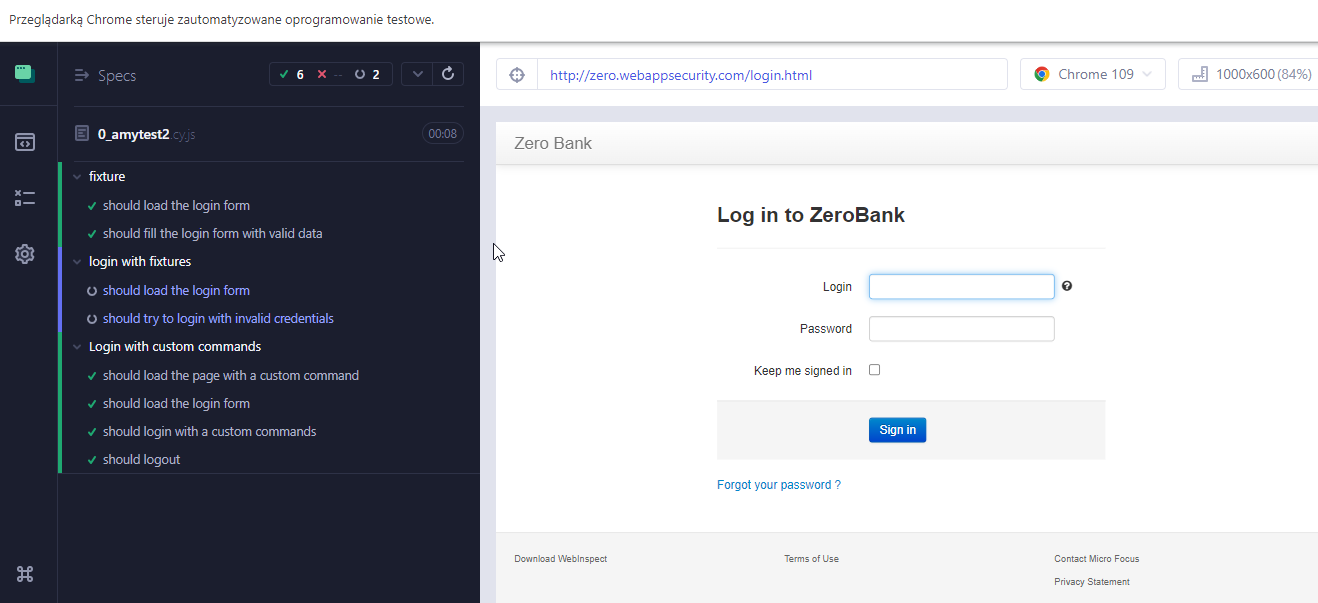 Przeglądarką Chrome steruje zautomatyzowane oprogramowanie testowe.
Specs
6 -- 2
http://zero.webappsecurity.com/login.html
Chrome 109
1000x600 (84%)
0_amytest2.cy.js
00:08
fixture
should load the login form
should fill the login form with valid data
login with fixtures
should load the login form
should try to login with invalid credentials
Login with custom commands
should load the page with a custom command
should load the login form
should login with a custom commands
should logout
Zero Bank
Log in to ZeroBank
Login
Password
Keep me signed in
Sign in
Forgot your password ?
Download WebInspect
Terms of Use
Contact Micro Focus
Privacy Statement